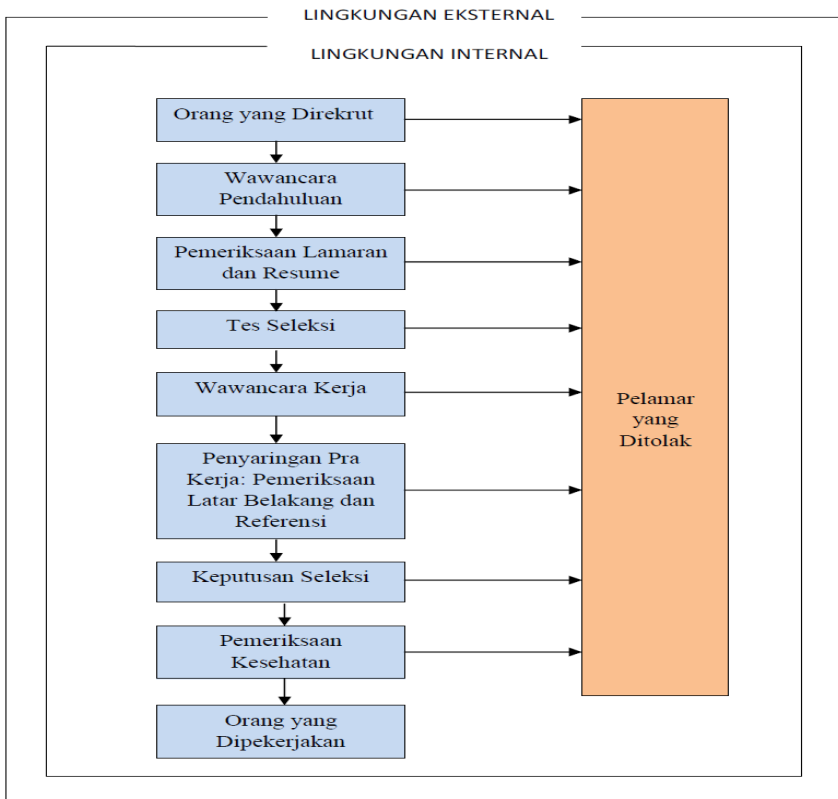 LINGKUNGAN EKSTERNAL
LINGKUNGAN INTERNAL
Orang yang Direkrut
Wawancara
Pendahuluan
Pemeriksaan Lamaran
dan Resume
Tes Seleksi
Wawancara Kerja
Penyaringan Pra
Kerja: Pemeriksaan
Latar Belakang dan
Referensi
Keputusan Seleksi
Pemeriksaan
Kesehatan
Orang yang
Dipekerjakan
Pelamar
yang
Ditolak